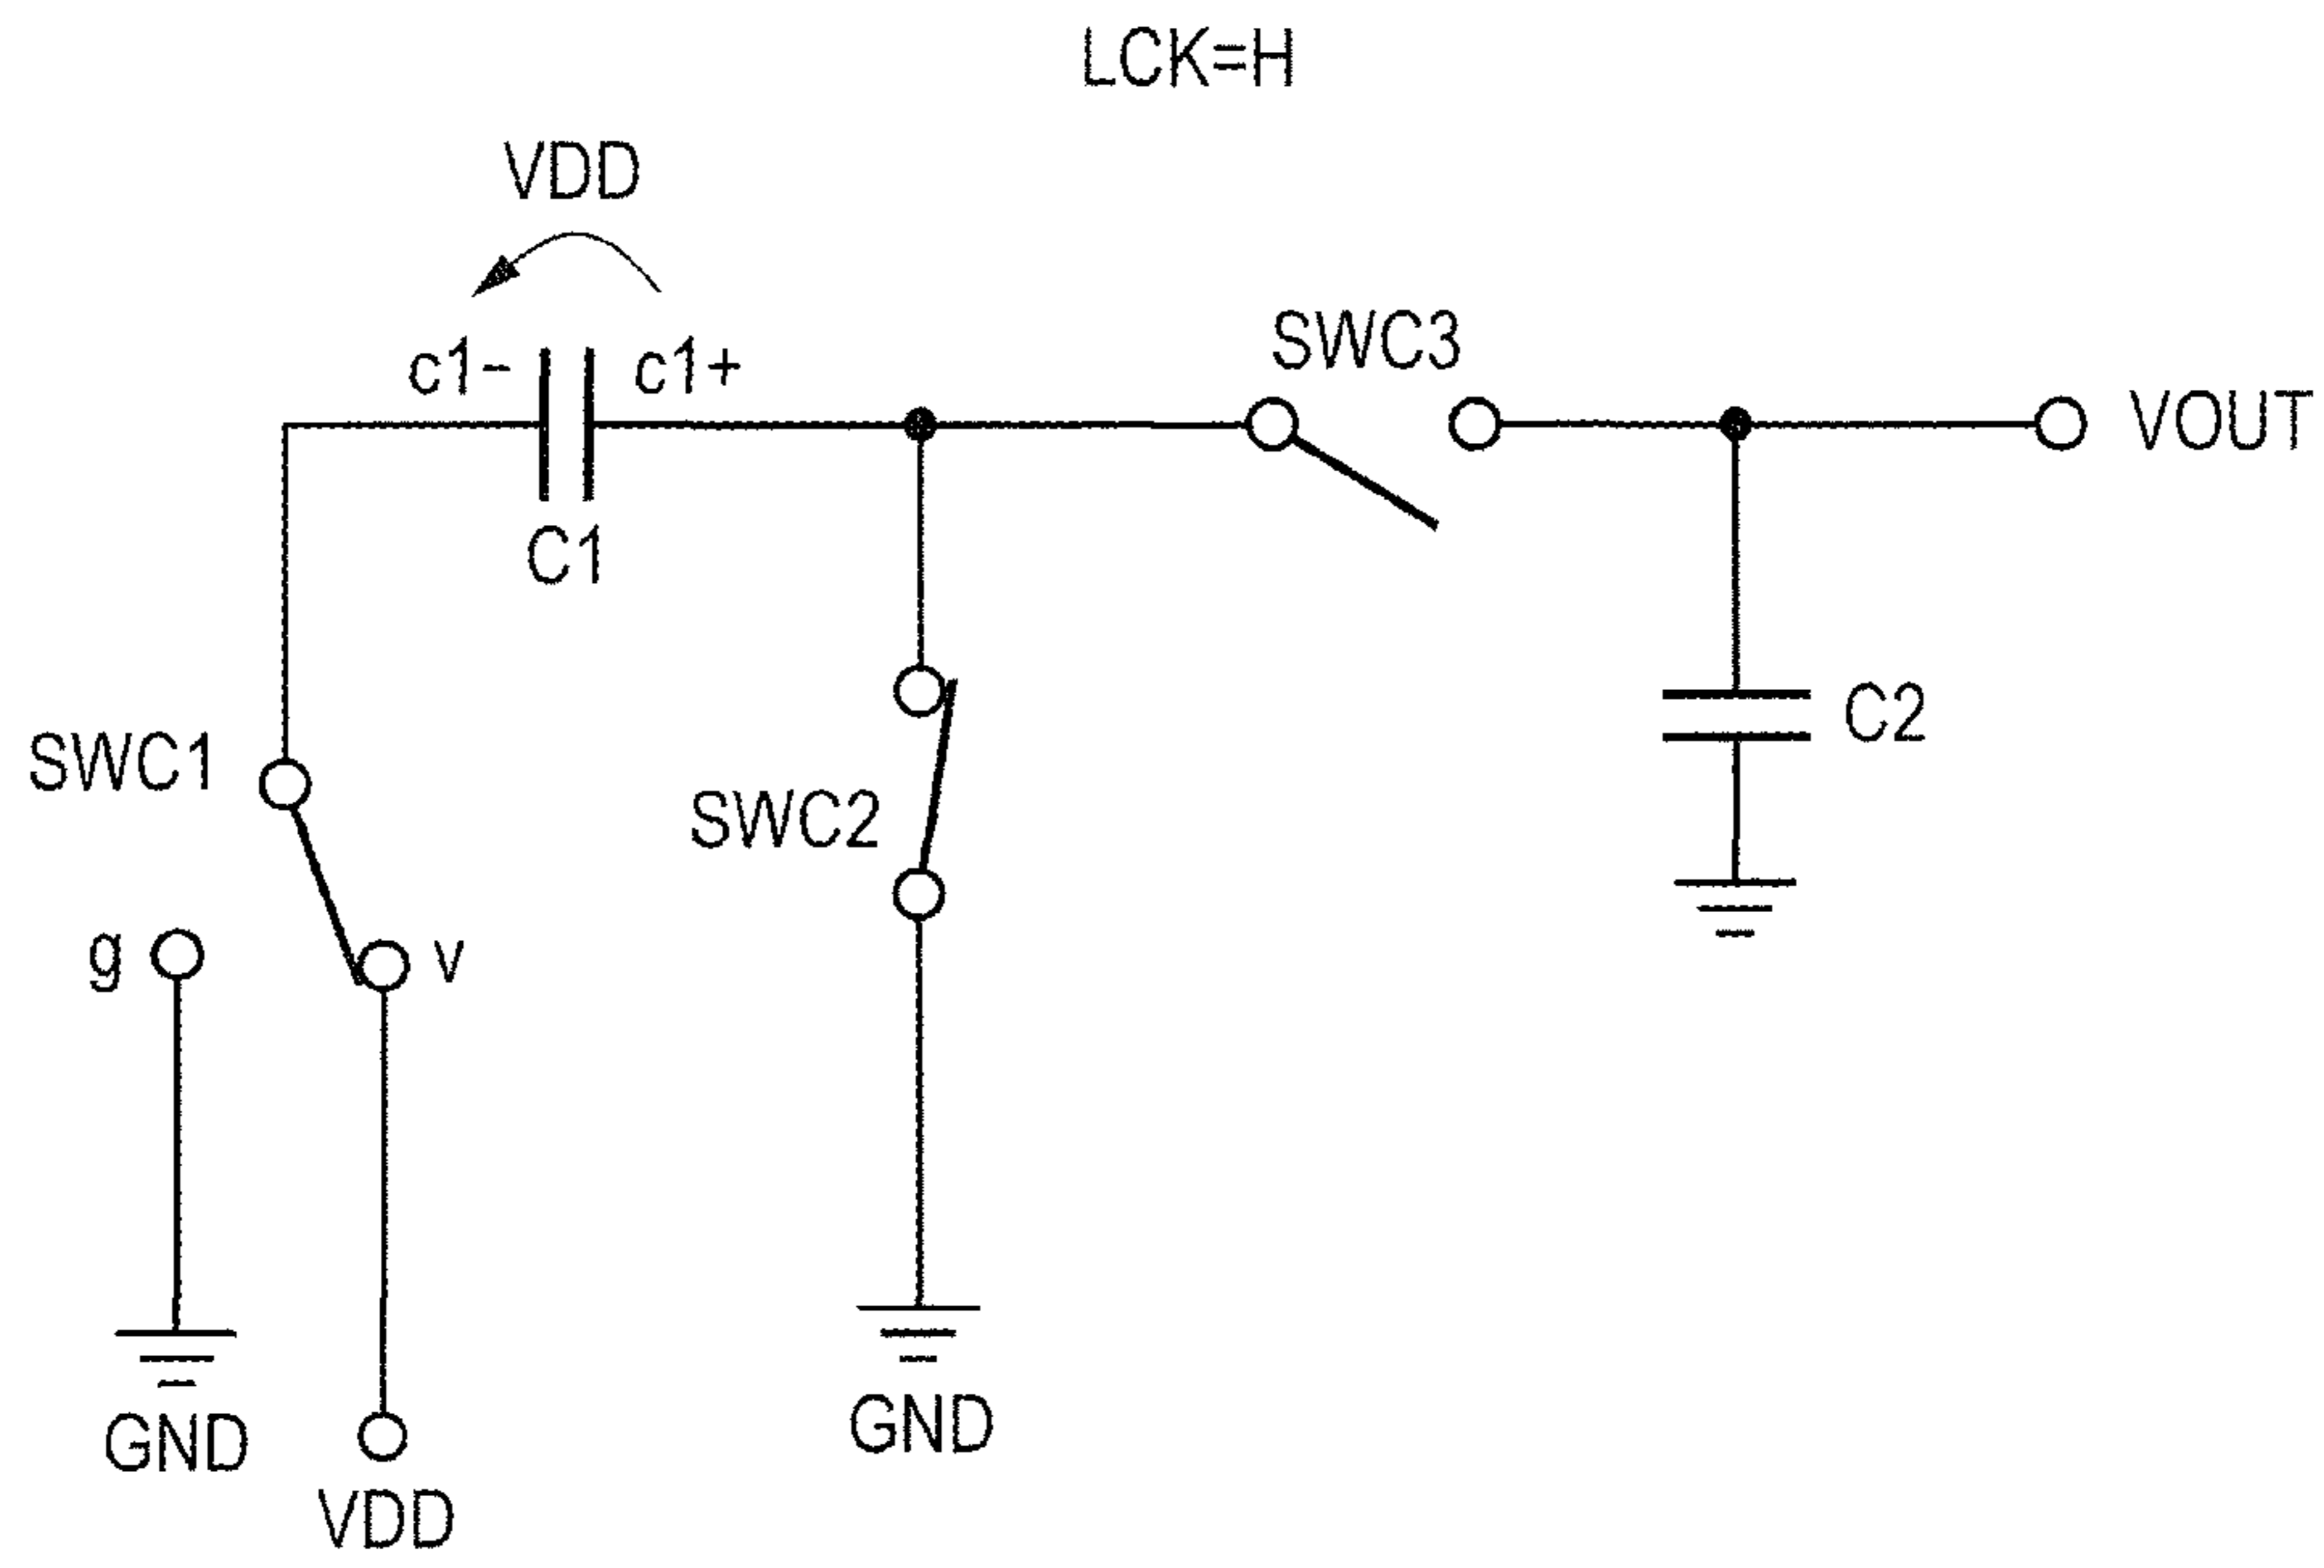 LCK=H
VDD
c1-
c1+
C1
SWC3
VOUT
C2
SWC1
SWC2
g
v
GND
VDD
GND